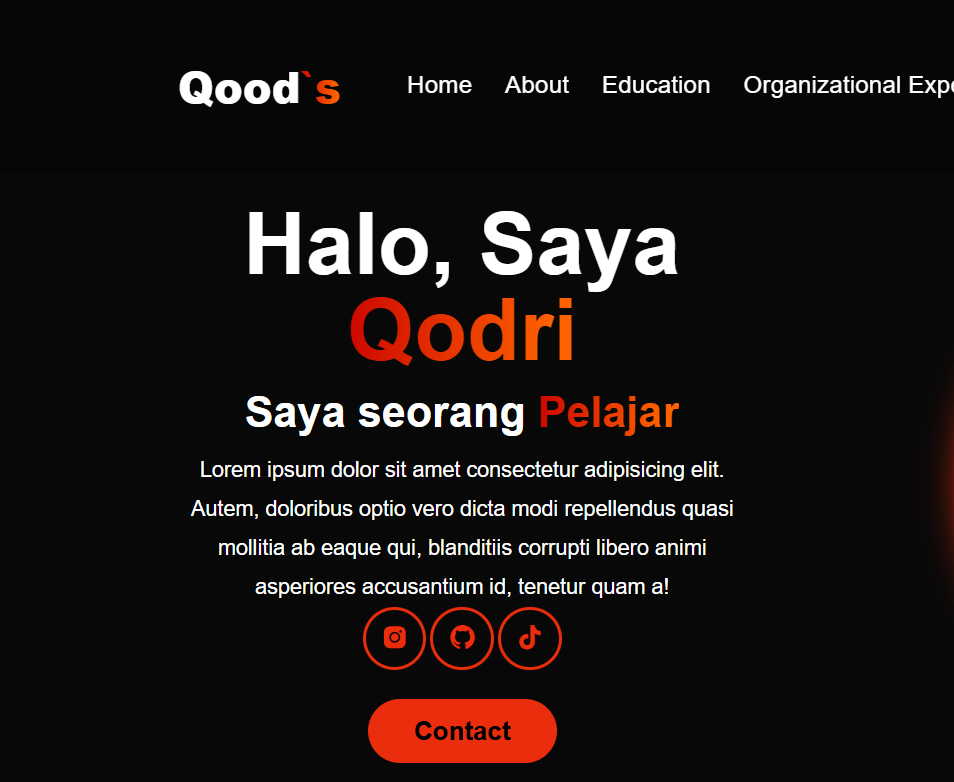 Qood`s
Home About Education Organizational Expe
Halo, Saya
Qodri
Saya seorang Pelajar
Lorem ipsum dolor sit amet consectetur adipisicing elit.
Autem, doloribus optio vero dicta modi repellendus quasi
mollitia ab eaque qui, blanditiis corrupti libero animi
asperiores accusantium id, tenetur quam a!
Contact